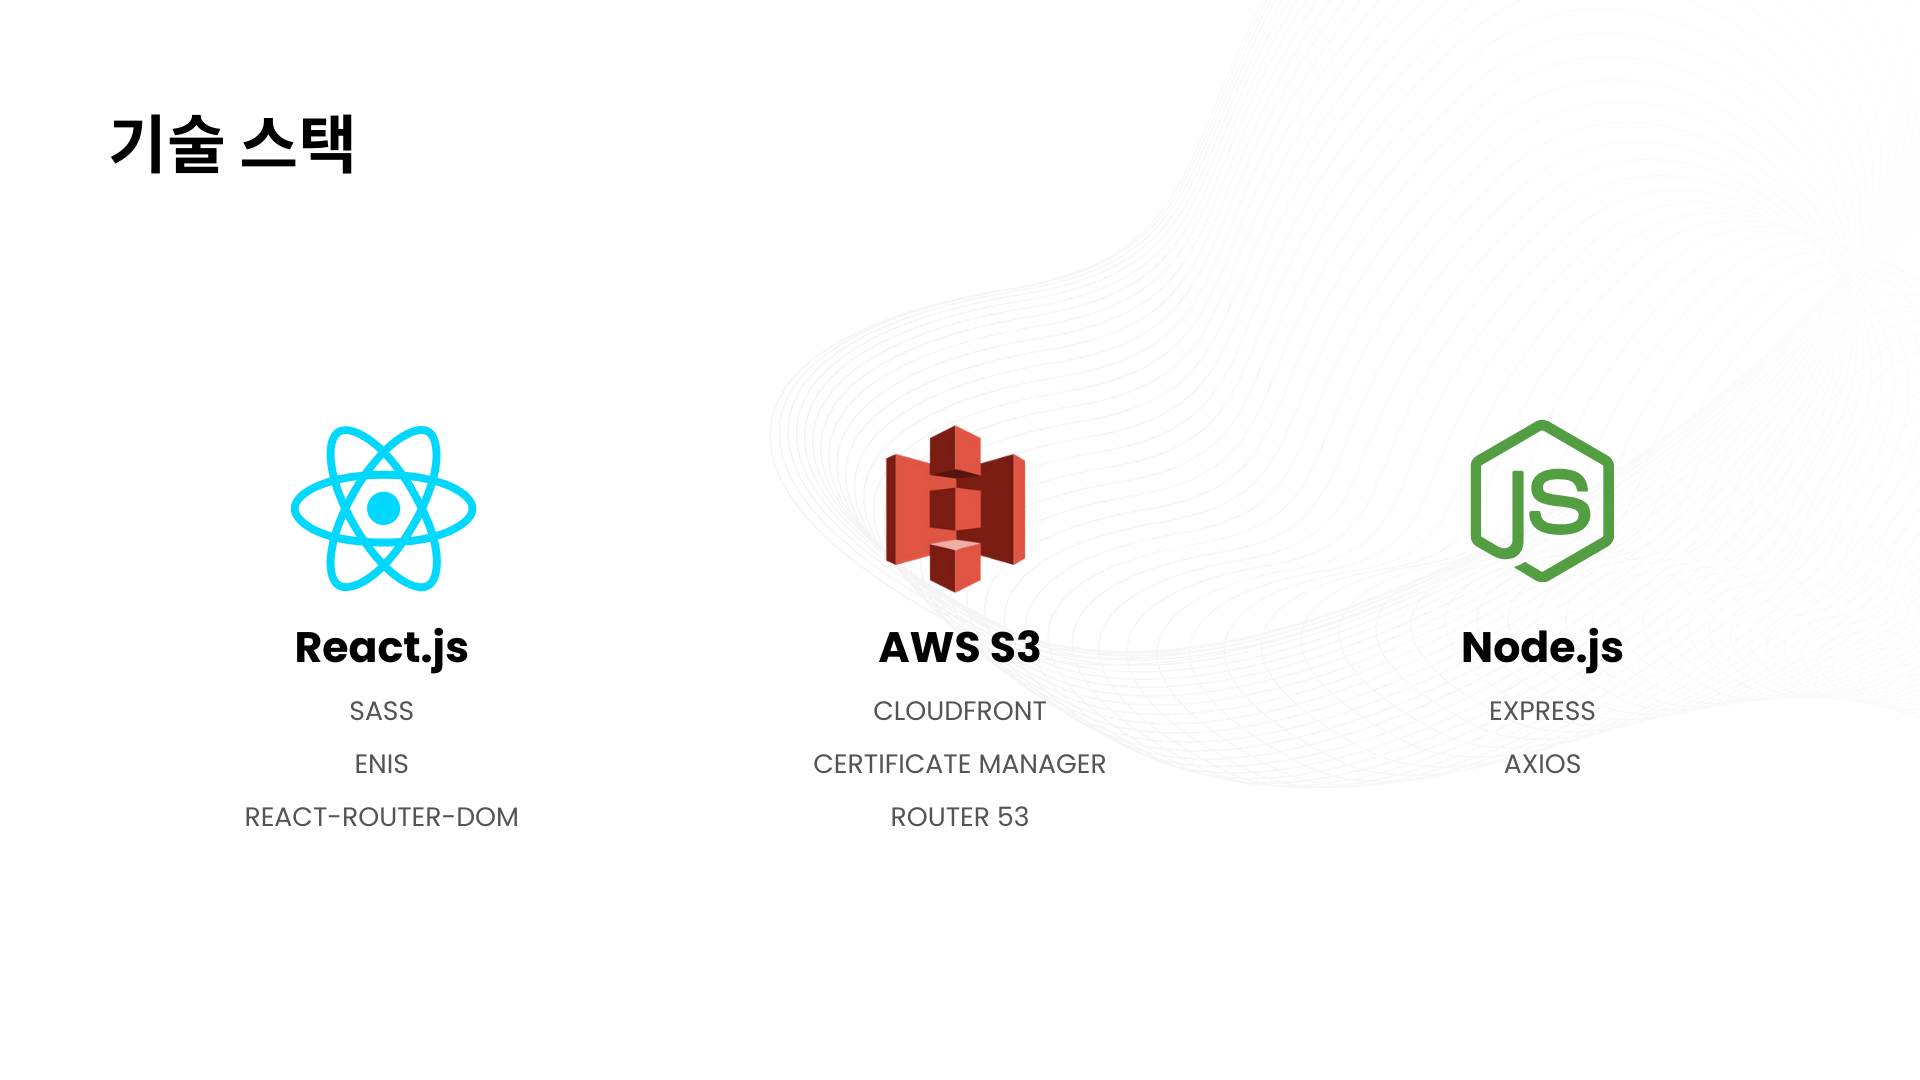 기술 스택
React.js
SASS
ENIS
REACT-ROUTER-DOM
AWS S3
CLOUDFRONT
CERTIFICATE MANAGER
ROUTER 53
JS
Node.js
EXPRESS
AXIOS